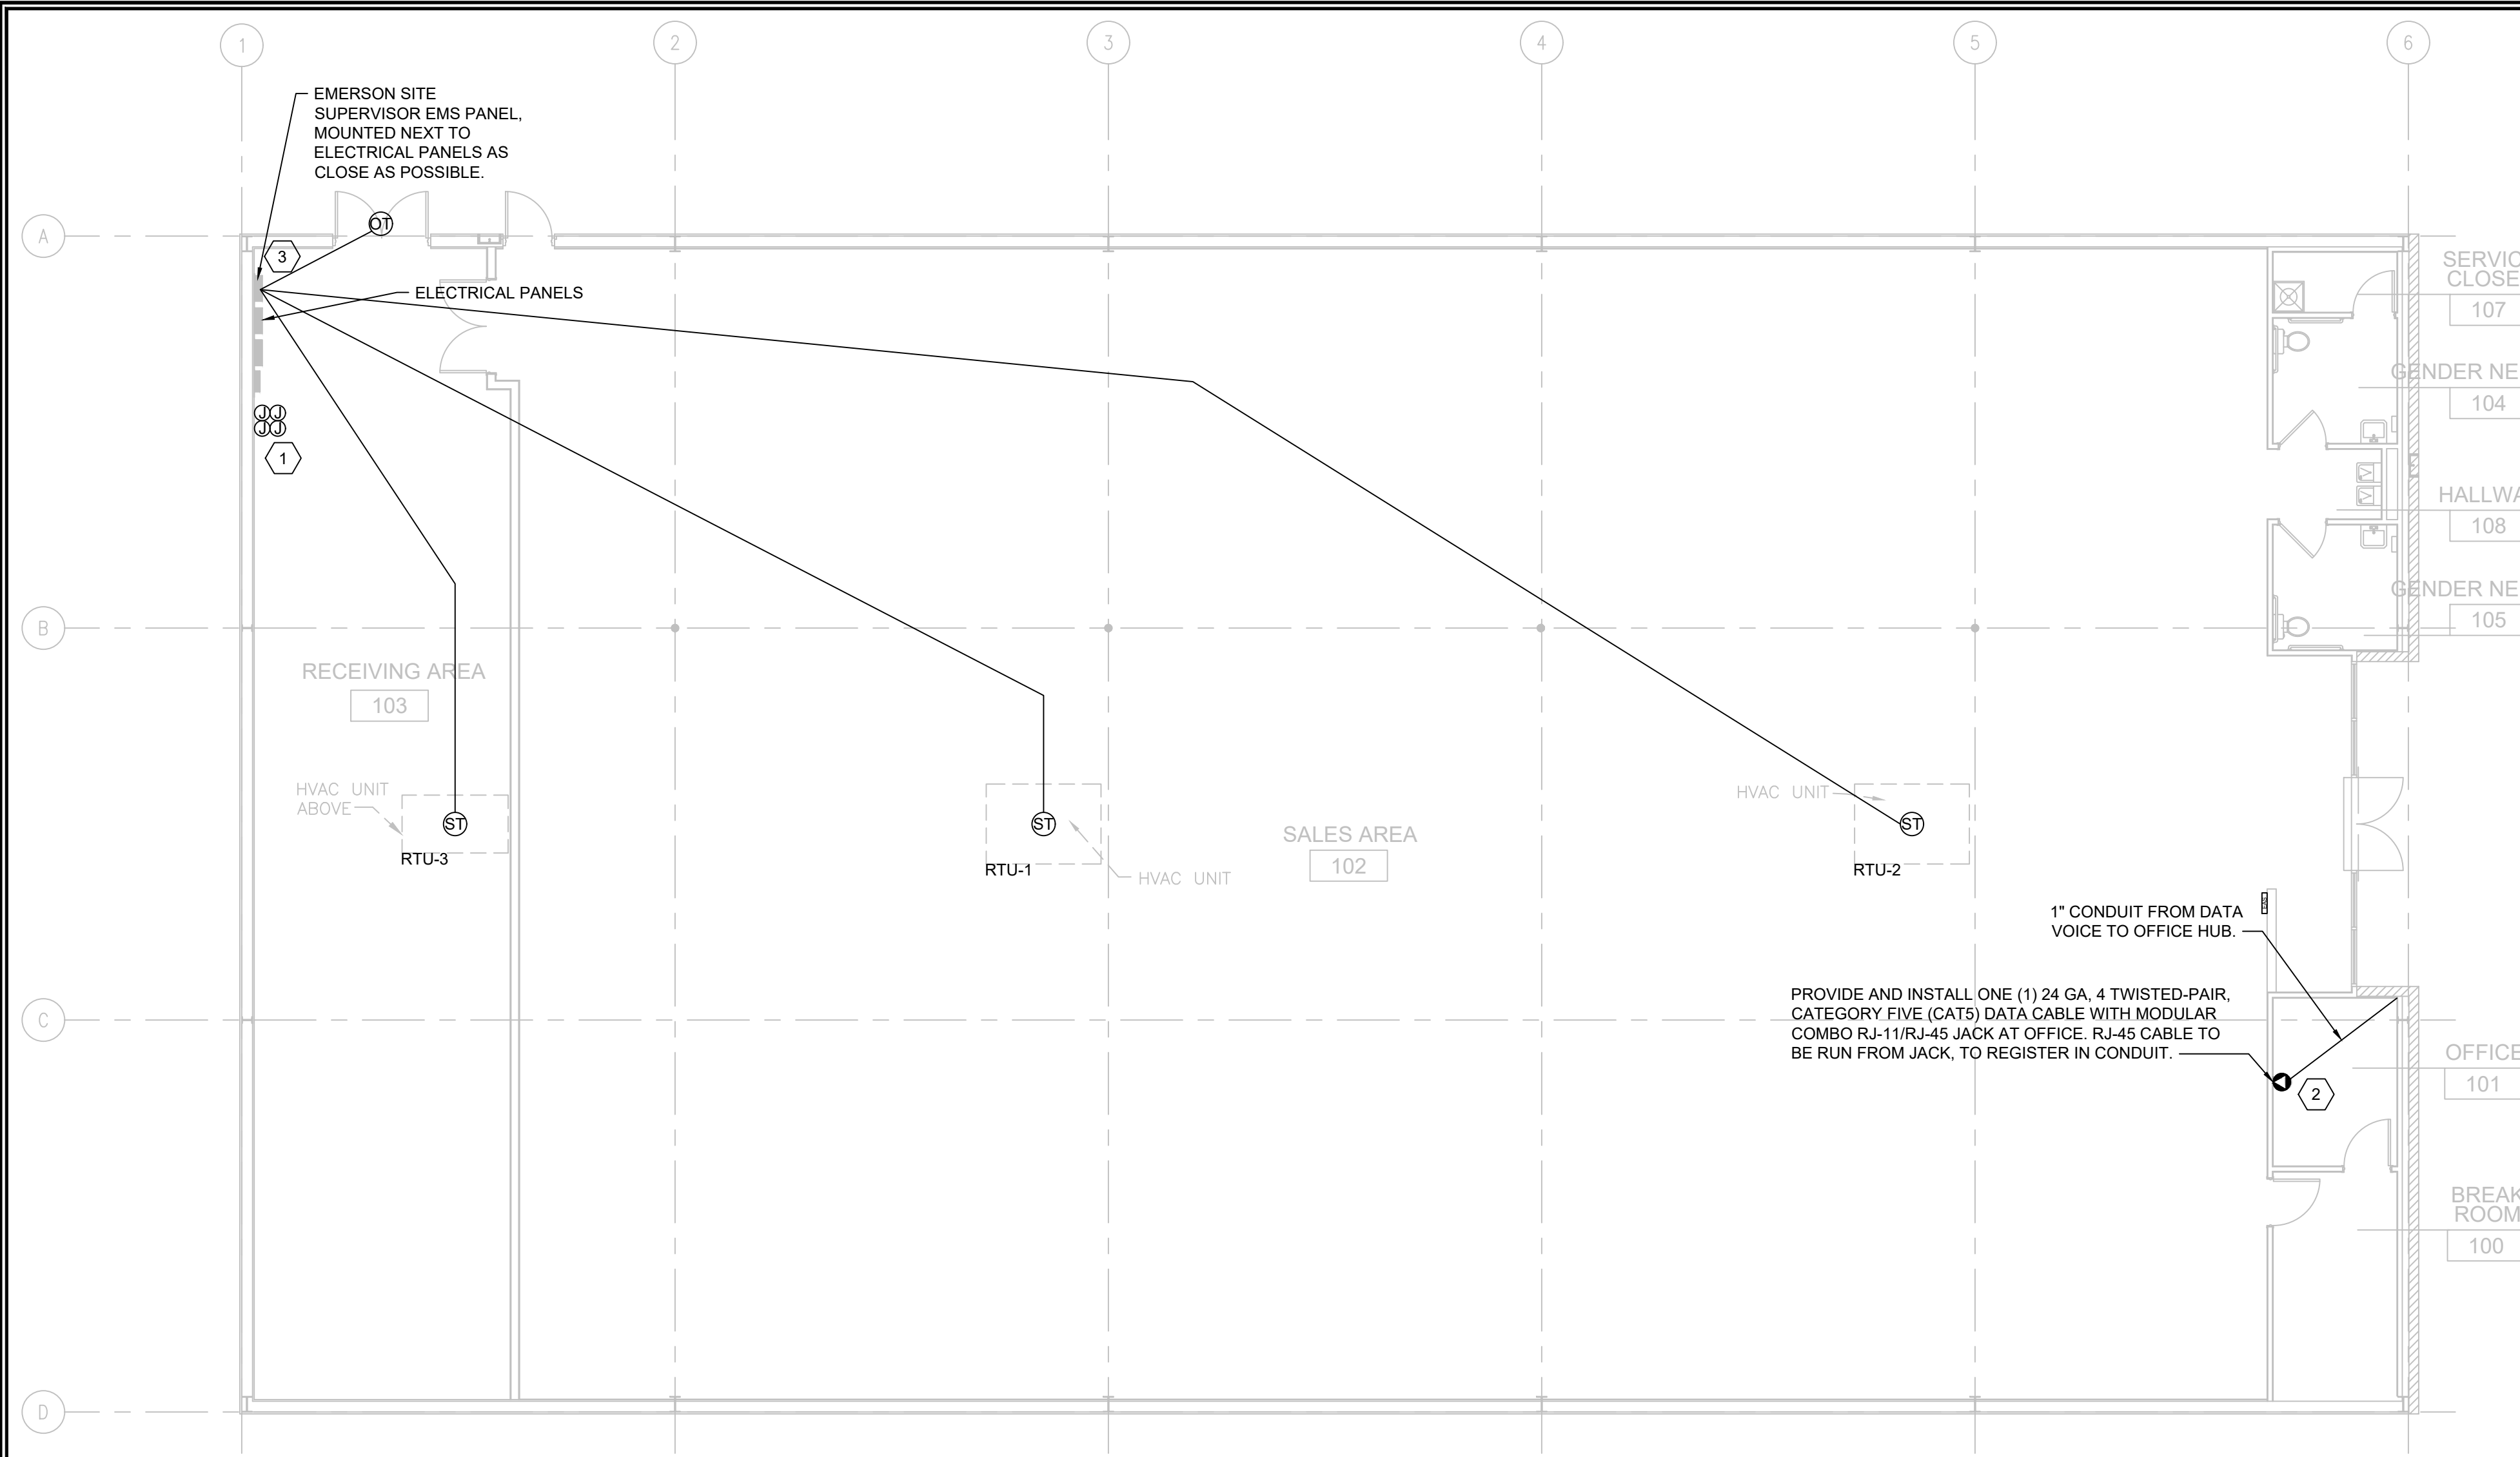 1
2
3
4
5
6
EMERSON SITE
SUPERVISOR EMS PANEL,
MOUNTED NEXT TO
ELECTRICAL PANELS AS
CLOSE AS POSSIBLE.
OT
A
3
ELECTRICAL PANELS
SERVIC
CLOSE
107
GENDER NE
104
J J
J J
1
HALLWA
108
GENDER NE
105
B
RECEIVING AREA
103
HVAC UNIT
ABOVE
ST
RTU-3
ST
RTU-1
HVAC UNIT
SALES AREA
102
HVAC UNIT
ST
RTU-2
1" CONDUIT FROM DATA
VOICE TO OFFICE HUB.
PROVIDE AND INSTALL ONE (1) 24 GA, 4 TWISTED-PAIR,
CATEGORY FIVE (CAT5) DATA CABLE WITH MODULAR
COMBO RJ-11/RJ-45 JACK AT OFFICE. RJ-45 CABLE TO
BE RUN FROM JACK, TO REGISTER IN CONDUIT.
C
OFFICE
101
2
BREAK
ROOM
100
D